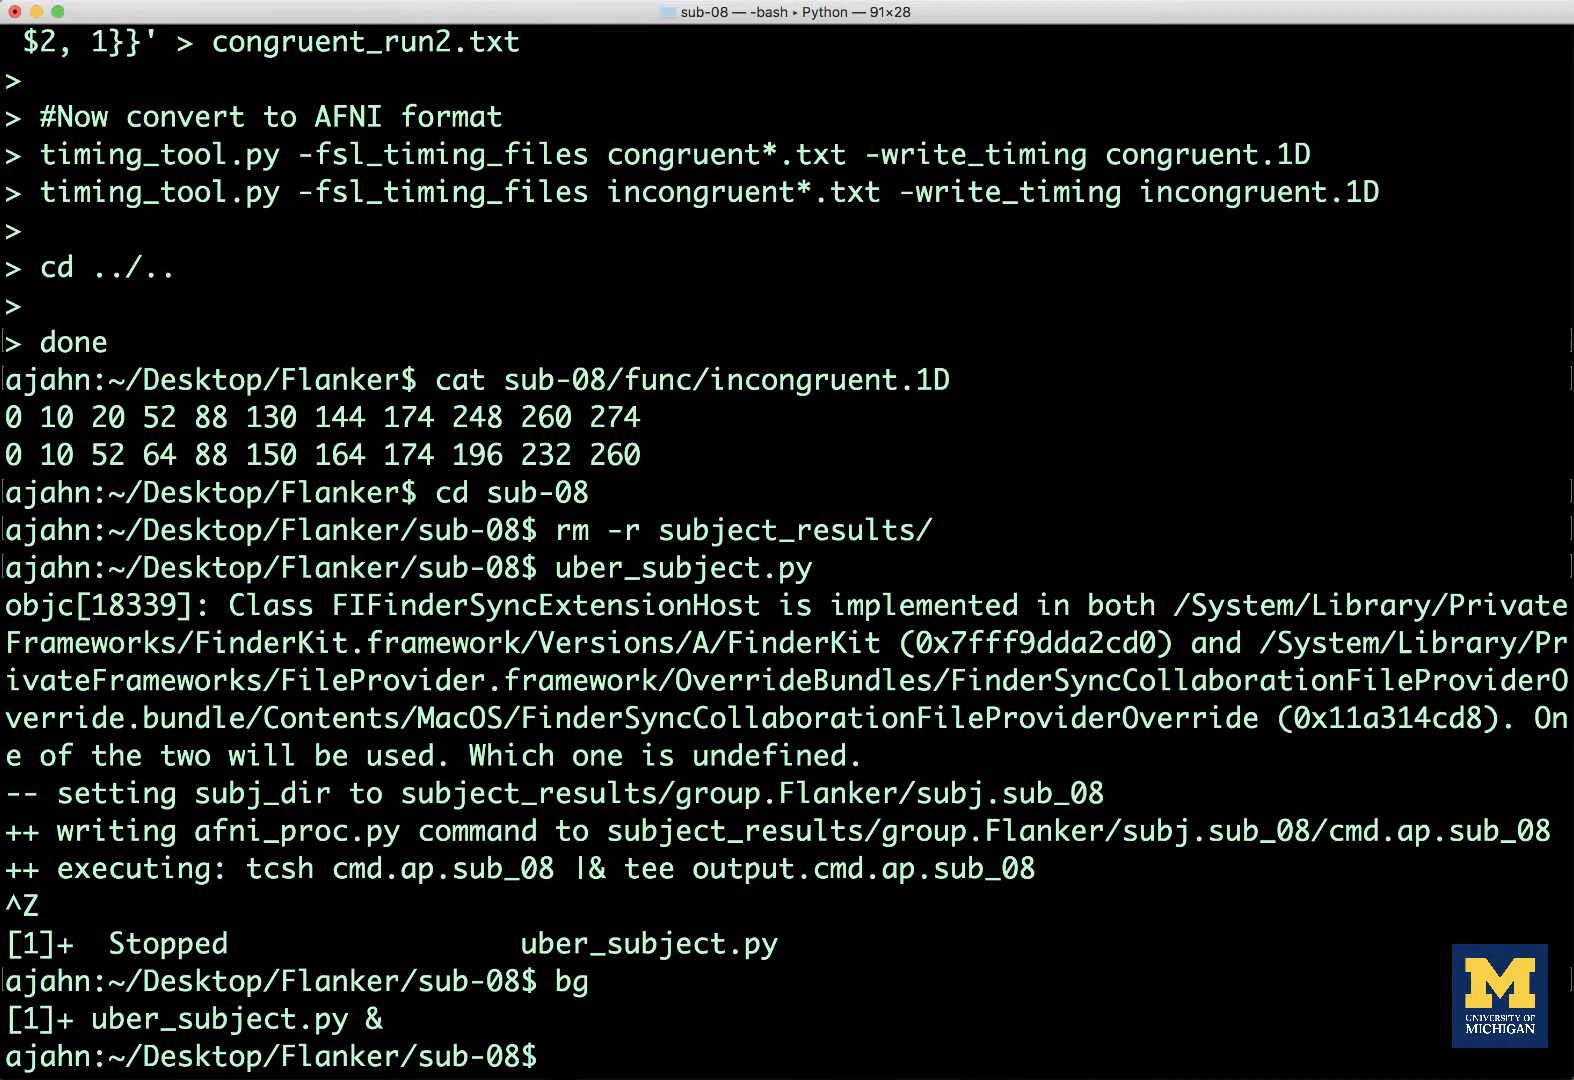 sub-08 — -bash ▸ Python — 91×28
$2, 1}}' > congruent_run2.txt
>
> #Now convert to AFNI format
> timing_tool.py -fsl_timing_files congruent*.txt -write_timing congruent.1D
> timing_tool.py -fsl_timing_files incongruent*.txt -write_timing incongruent.1D
>
> cd ../..
>
> done
ajahn:~/Desktop/Flanker$ cat sub-08/func/incongruent.1D
0 10 20 52 88 130 144 174 248 260 274
0 10 52 64 88 150 164 174 196 232 260
ajahn:~/Desktop/Flanker$ cd sub-08
ajahn:~/Desktop/Flanker/sub-08$ rm -r subject_results/
ajahn:~/Desktop/Flanker/sub-08$ uber_subject.py
objc[18339]: Class FIFinderSyncExtensionHost is implemented in both /System/Library/Private
Frameworks/FinderKit.framework/Versions/A/FinderKit (0x7fff9dda2cd0) and /System/Library/Pr
ivateFrameworks/FileProvider.framework/OverrideBundles/FinderSyncCollaborationFileProviderO
verride.bundle/Contents/MacOS/FinderSyncCollaborationFileProviderOverride (0x11a314cd8). On
e of the two will be used. Which one is undefined.
-- setting subj_dir to subject_results/group.Flanker/subj.sub_08
++ writing afni_proc.py command to subject_results/group.Flanker/subj.sub_08/cmd.ap.sub_08
++ executing: tcsh cmd.ap.sub_08 |& tee output.cmd.ap.sub_08
^Z
[1]+  Stopped                 uber_subject.py
ajahn:~/Desktop/Flanker/sub-08$ bg
[1]+ uber_subject.py &
ajahn:~/Desktop/Flanker/sub-08$
M
UNIVERSITY OF
MICHIGAN